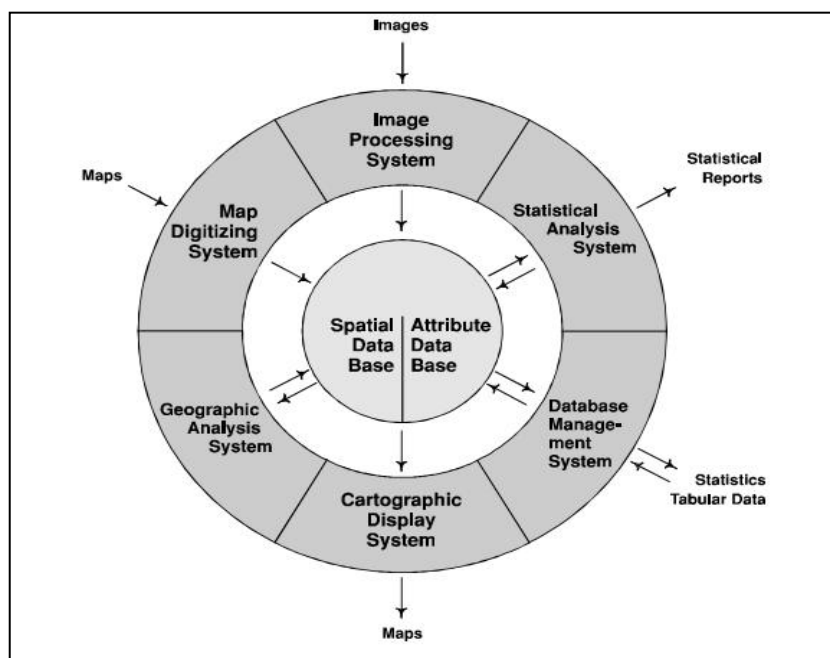 Images
Image
Processing
System
Maps
Map
Digitizing
System
Statistical
Analysis
System
Statistical
Reports
Spatial
Data
Base
Attribute
Data
Base
Geographic
Analysis
System
Database
Manage-
ment
System
Statistics
Tabular Data
Cartographic
Display
System
Maps